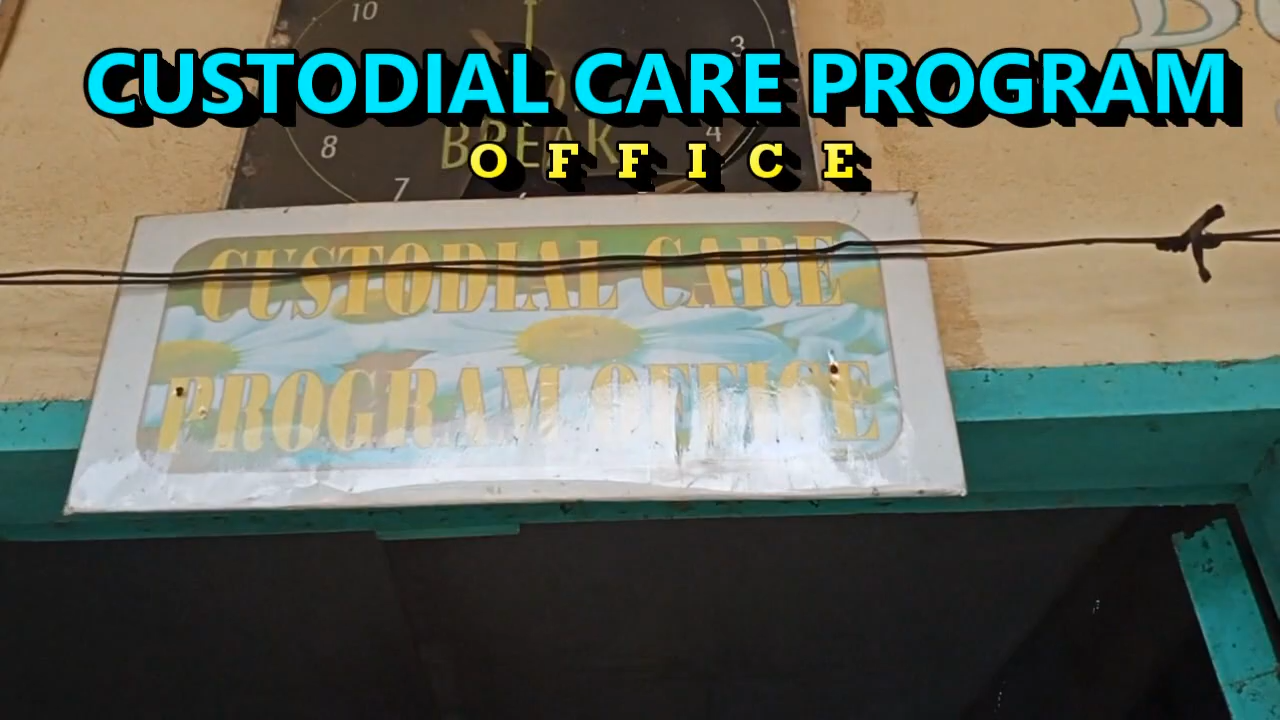 10
3
CUSTODIAL CARE PROGRAM
8
BREAK
4
OFFICE
7
CUSTODIAL CARE
PROGRAM OFFICE